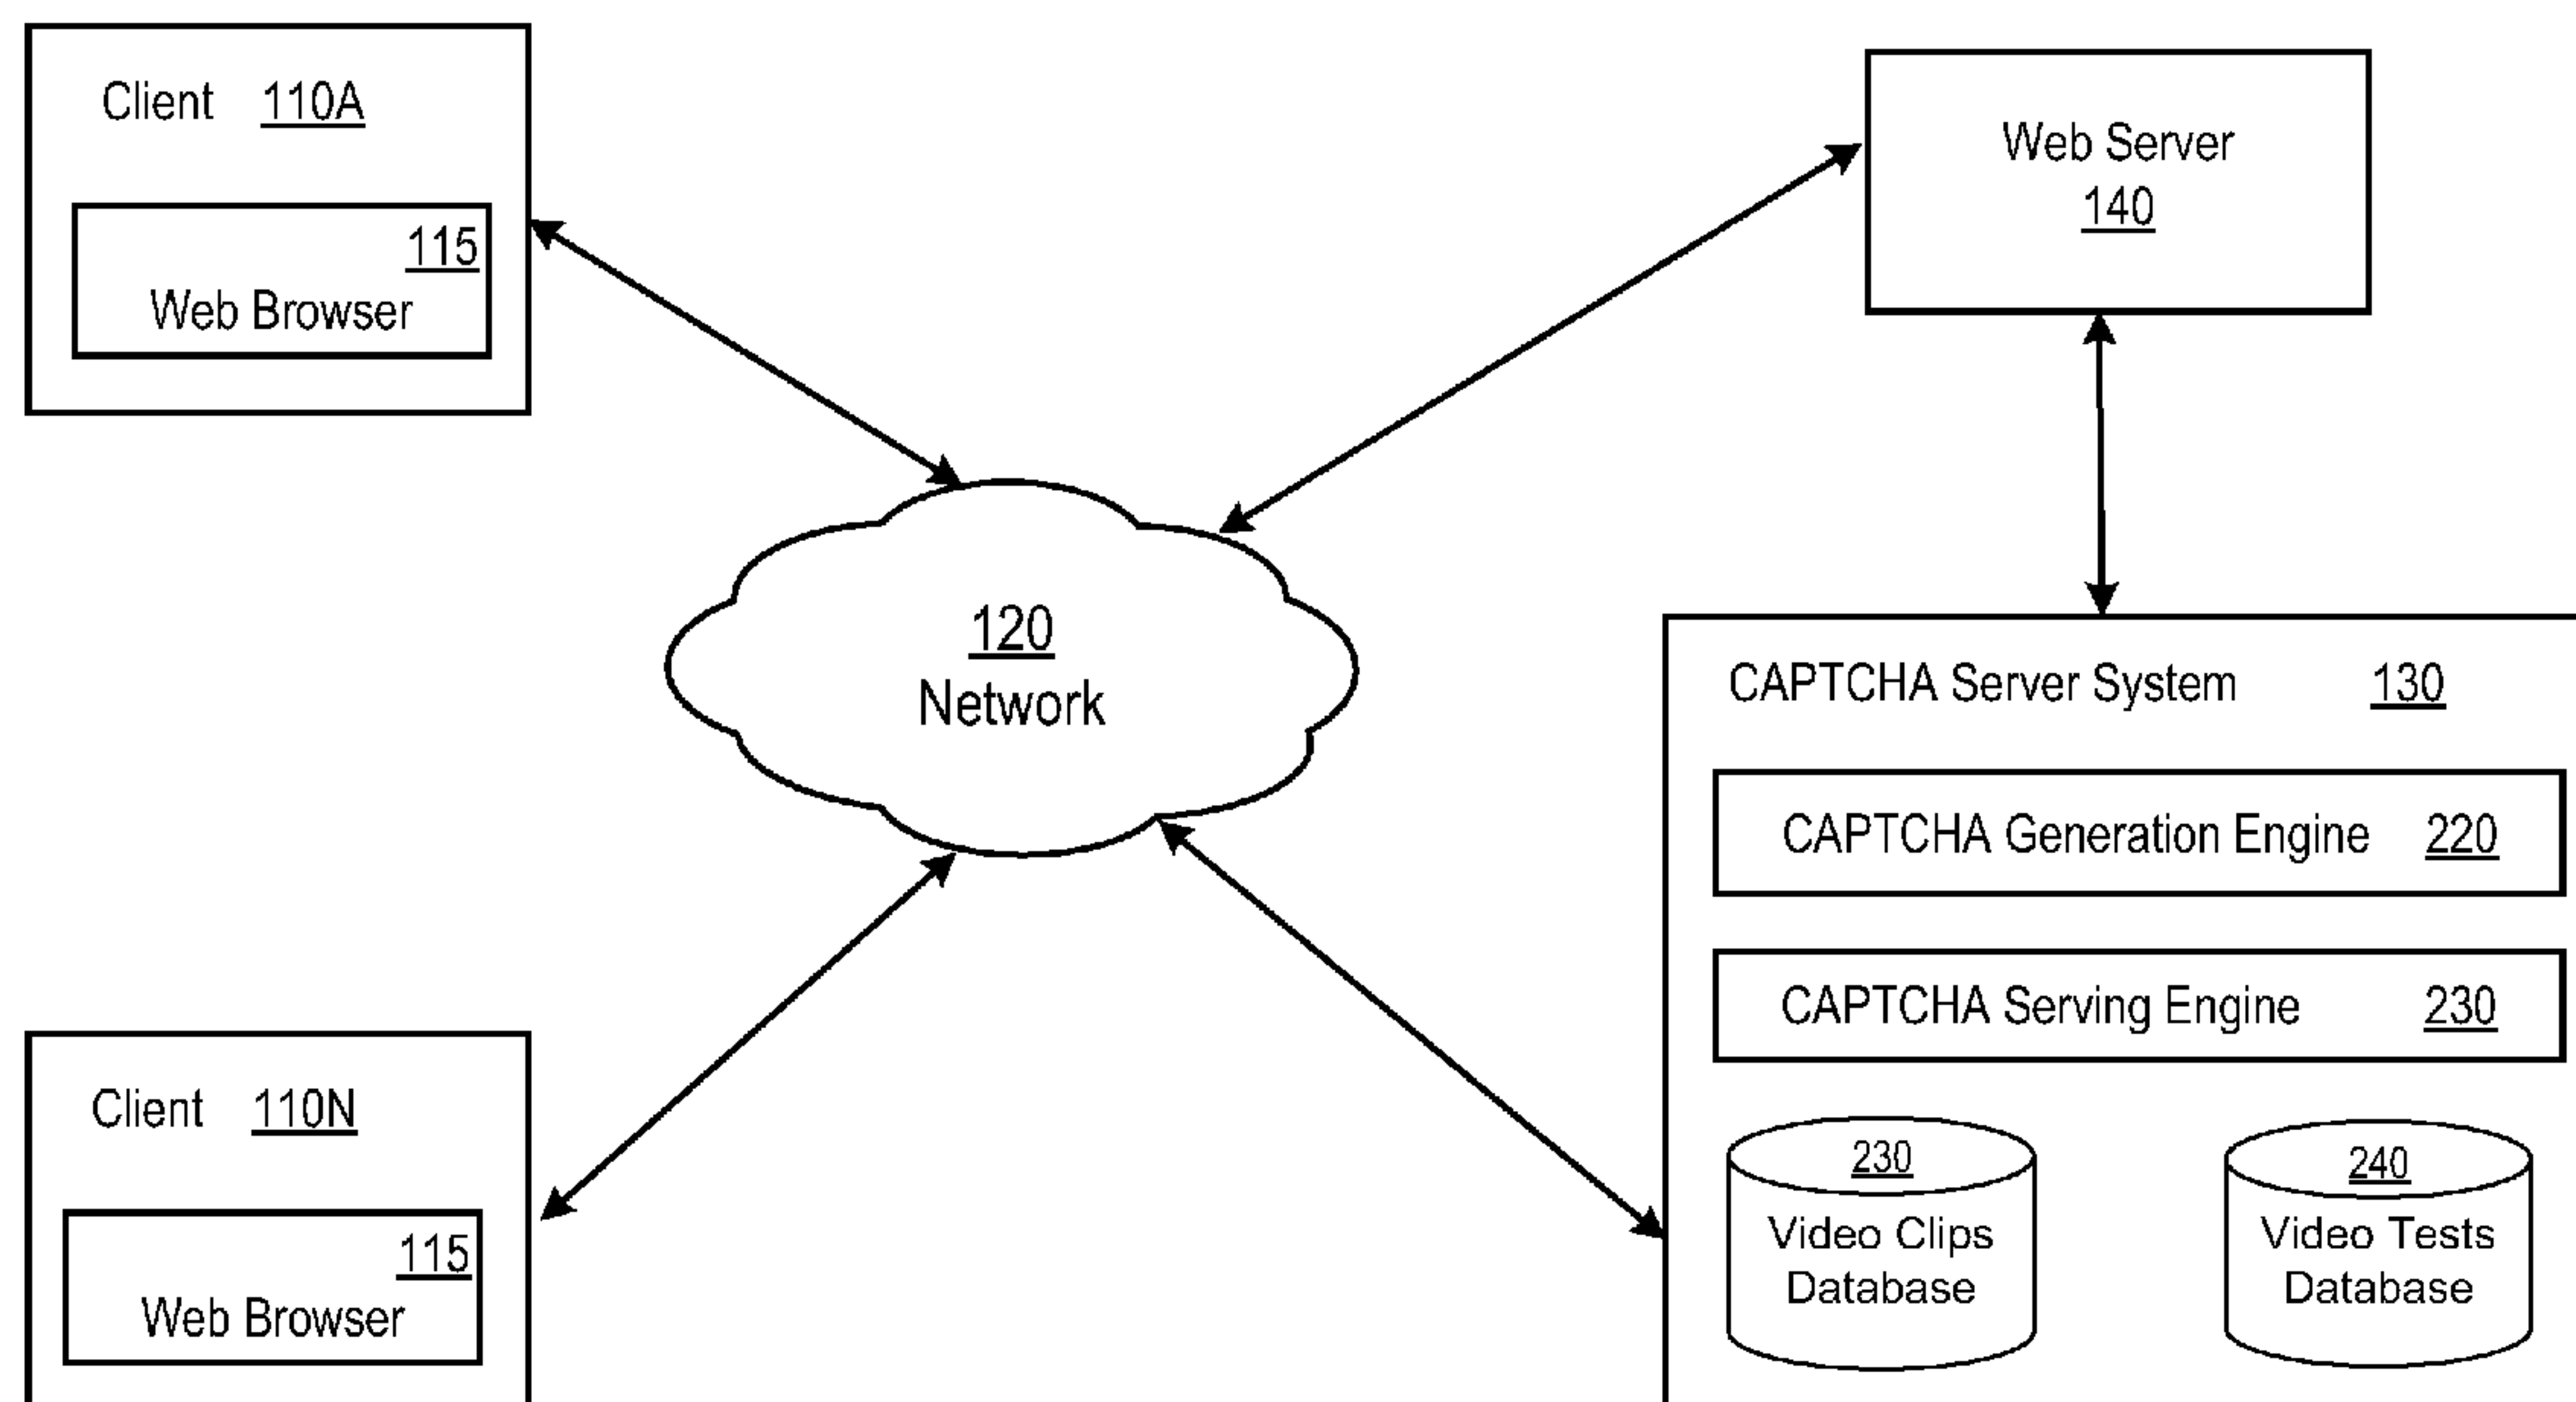 Client 110A
115
Web Browser
Web Server
140
120
Network
CAPTCHA Server System 130
CAPTCHA Generation Engine 220
CAPTCHA Serving Engine 230
230
Video Clips
Database
240
Video Tests
Database
Client 110N
115
Web Browser